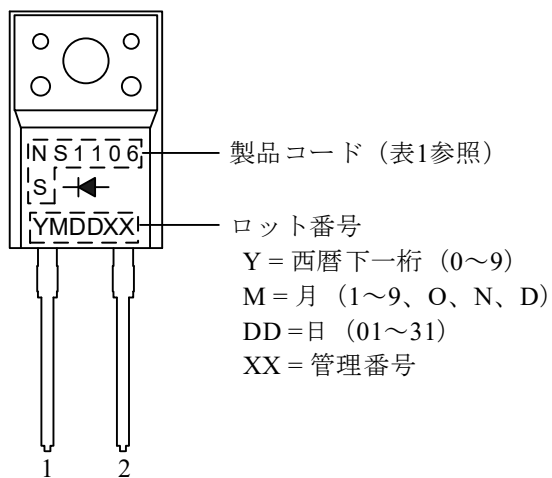 NS1106
S
製品コード（表1参照）
YMDDXX
ロット番号
Y = 西暦下一桁（0～9）
M = 月（1～9、O、N、D）
DD =日（01～31）
XX = 管理番号
1 2